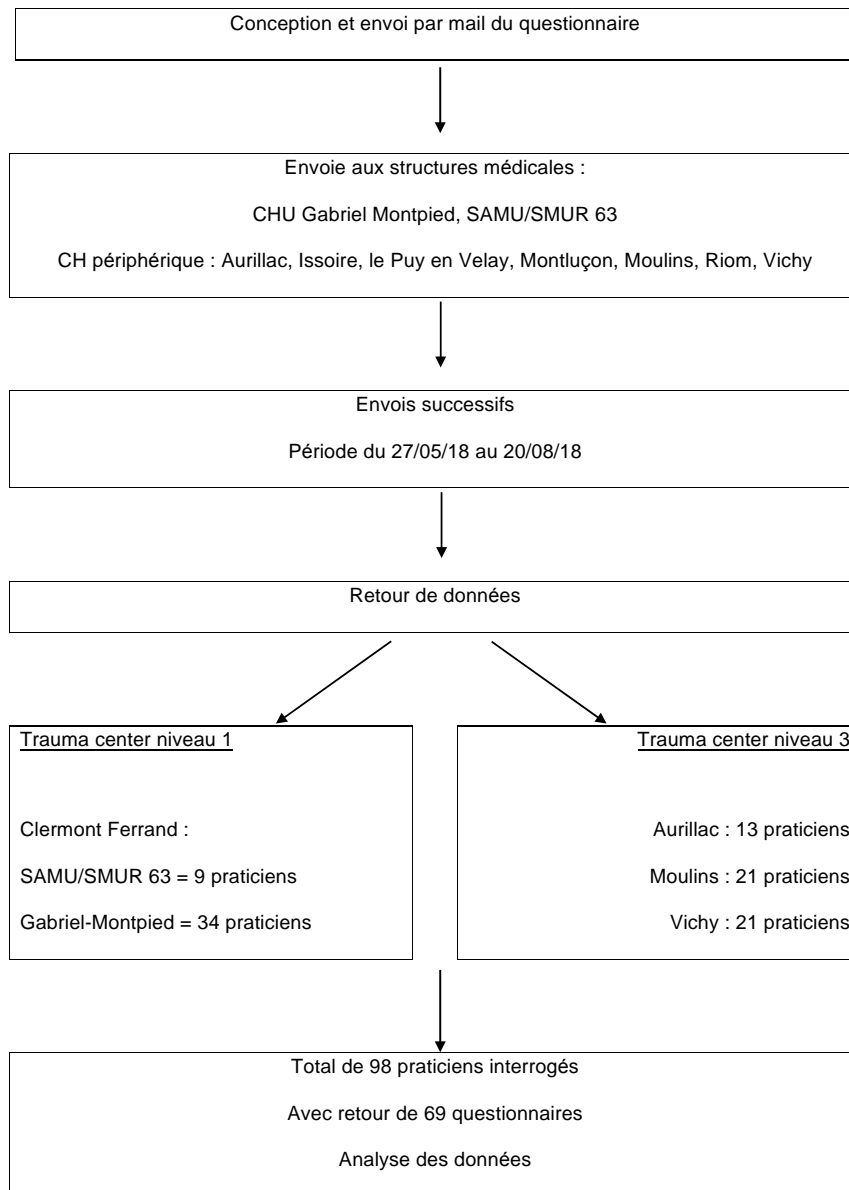 Conception et envoi par mail du questionnaire
Envoie aux structures médicales :
CHU Gabriel Montpied, SAMU/SMUR 63
CH périphérique : Aurillac, Issoire, le Puy en Velay, Montluçon, Moulins, Riom, Vichy
Envois successifs
Période du 27/05/18 au 20/08/18
Retour de données
Trauma center niveau 1
Clermont Ferrand :
SAMU/SMUR 63 = 9 praticiens
Gabriel-Montpied = 34 praticiens
Trauma center niveau 3
Aurillac : 13 praticiens
Moulins : 21 praticiens
Vichy : 21 praticiens
Total de 98 praticiens interrogés
Avec retour de 69 questionnaires
Analyse des données